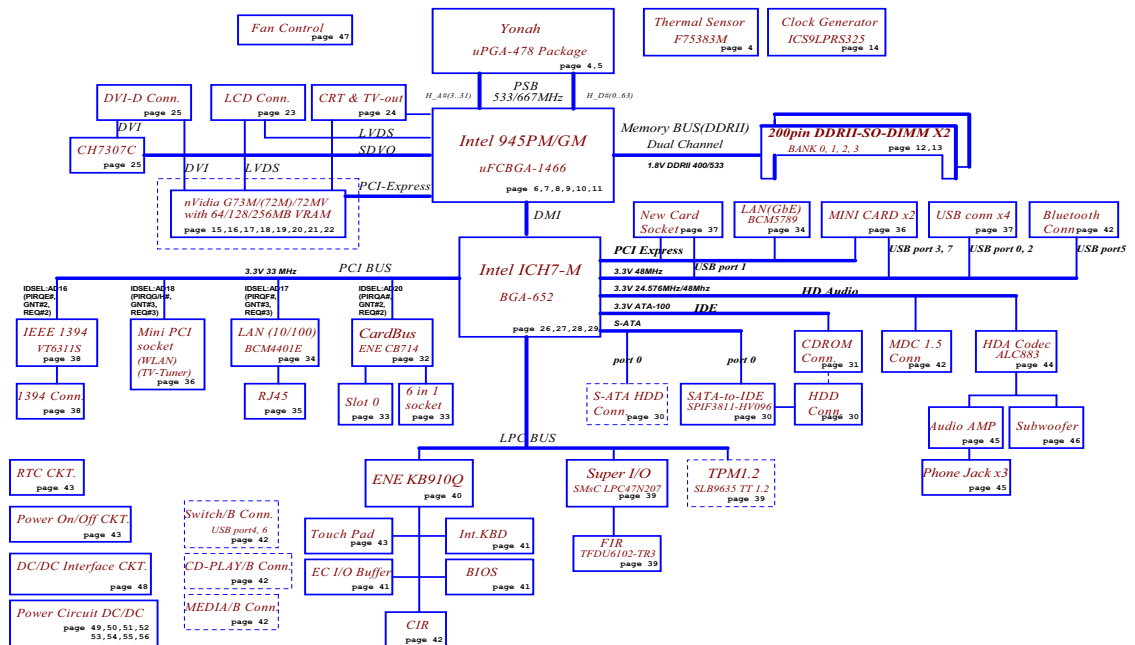 Fan Control
page 47
Yonah
uPGA-478 Package
page 4,5
Thermal Sensor
F75383M
page 4
Clock Generator
ICS9LPRS325
page 14
H_A#(3..31)
PSB
533/667MHz
H_D#(0..63)
DVI-D Conn.
page 25
LCD Conn.
page 23
CRT & TV-out
page 24
DVI
CH7307C
page 25
LVDS
SDVO
Intel 945PM/GM
uFCBGA-1466
page 6,7,8,9,10,11
Memory BUS(DDRII)
Dual Channel
1.8V DDRII 400/533
200pin DDRII-SO-DIMM X2
BANK 0, 1, 2, 3
page 12,13
DVI
LVDS
PCI-Express
nVidia G73M/(72M)/72MV
with 64/128/256MB VRAM
page 15,16,17,18,19,20,21,22
DMI
New Card
Socket
page 37
LAN(GbE)
BCM5789
page 34
MINI CARD x2
page 36
USB conn x4
page 37
Bluetooth
Conn
page 42
PCI Express
USB port 1
USB port 3, 7
USB port 0, 2
USB port5
Intel ICH7-M
BGA-652
page 26,27,28,29
3.3V 33 MHz
PCI BUS
3.3V 48MHz
3.3V 24.576MHz/48Mhz
HD Audio
3.3V ATA-100
IDE
S-ATA
IDSEL:AD16
(PIRQE#,
GNT#2,
REQ#2)
IDSEL:AD18
(PIRQG/H#,
GNT#3,
REQ#3)
IDSEL:AD17
(PIRQF#,
GNT#3,
REQ#3)
IDSEL:AD20
(PIRQA#,
GNT#2,
REQ#2)
IEEE 1394
VT6311S
page 38
Mini PCI
socket
(WLAN)
(TV-Tuner)
page 36
LAN (10/100)
BCM4401E
page 34
CardBus
ENE CB714
page 32
port 0
port 0
CDROM
Conn.
page 31
MDC 1.5
Conn
page 42
HDA Codec
ALC883
page 44
1394 Conn.
page 38
RJ45
page 35
Slot 0
page 33
6 in 1
socket
page 33
S-ATA HDD
Conn.
page 30
SATA-to-IDE
SPIF3811-HV096
page 30
HDD
Conn
page 30
Audio AMP
page 45
Subwoofer
page 46
LPC BUS
Phone Jack x3
page 45
RTC CKT.
page 43
ENE KB910Q
page 40
Super I/O
SMsC LPC47N207
page 39
TPM1.2
SLB9635 TT 1.2
page 39
Power On/Off CKT.
page 43
Switch/B Conn.
USB port4, 6
page 42
Touch Pad
page 43
Int.KBD
page 41
FIR
TFDU6102-TR3
page 39
DC/DC Interface CKT.
page 48
CD-PLAY/B Conn.
page 42
EC I/O Buffer
page 41
BIOS
page 41
Power Circuit DC/DC
page 49,50,51,52
53,54,55,56
MEDIA/B Conn.
page 42
CIR
page 42